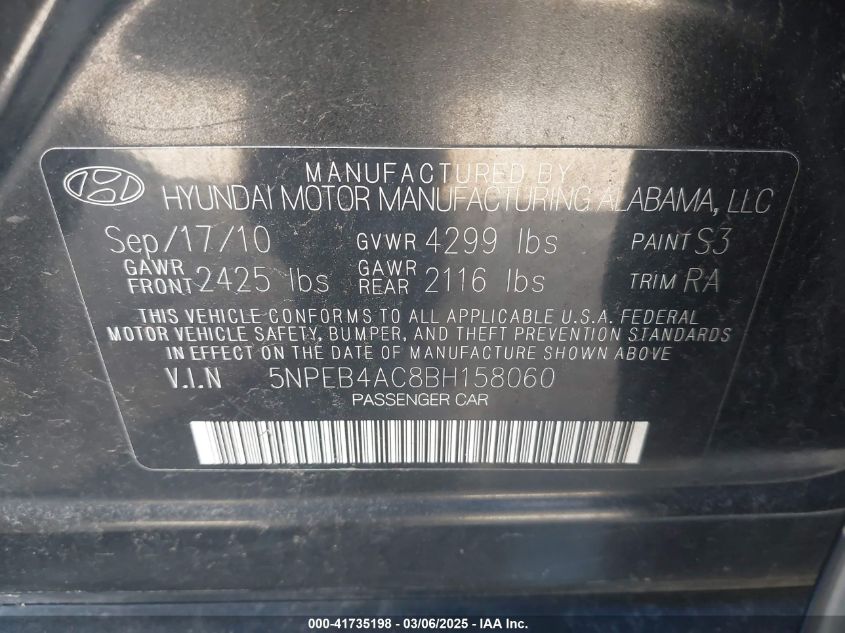 MANUFACTURED BY
HYUNDAI MOTOR MANUFACTURING ALABAMA, LLC
Sep/17/10 GVWR 4299 lbs PAINT S3
GAWR FRONT 2425 lbs GAWR REAR 2116 lbs TRIM RA
THIS VEHICLE CONFORMS TO ALL APPLICABLE U.S.A. FEDERAL
MOTOR VEHICLE SAFETY, BUMPER, AND THEFT PREVENTION STANDARDS
IN EFFECT ON THE DATE OF MANUFACTURE SHOWN ABOVE
V.I.N 5NPEB4AC8BH158060
PASSENGER CAR
000-41735198 - 03/06/2025 - IAA Inc.